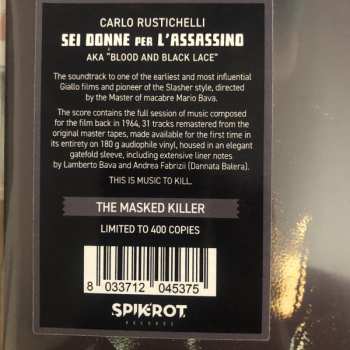 CARLO RUSTICHELLI
SEI DONNE PER L'ASSASSINO
AKA "BLOOD AND BLACK LACE"
The soundtrack to one of the earliest and most influential
Giallo films and pioneer of the Slasher style, directed
by the Master of macabre Mario Bava.
The score contains the full session of music composed
for the film back in 1964, 31 tracks remastered from the
original master tapes, made available for the first time in
its entirety on 180 g audiophile vinyl, housed in an elegant
gatefold sleeve, including extensive liner notes
by Lamberto Bava and Andrea Fabrizii (Dannata Balera).
THIS IS MUSIC TO KILL.
THE MASKED KILLER
LIMITED TO 400 COPIES
8 033712 045375
SPIKEROT
RECORDS